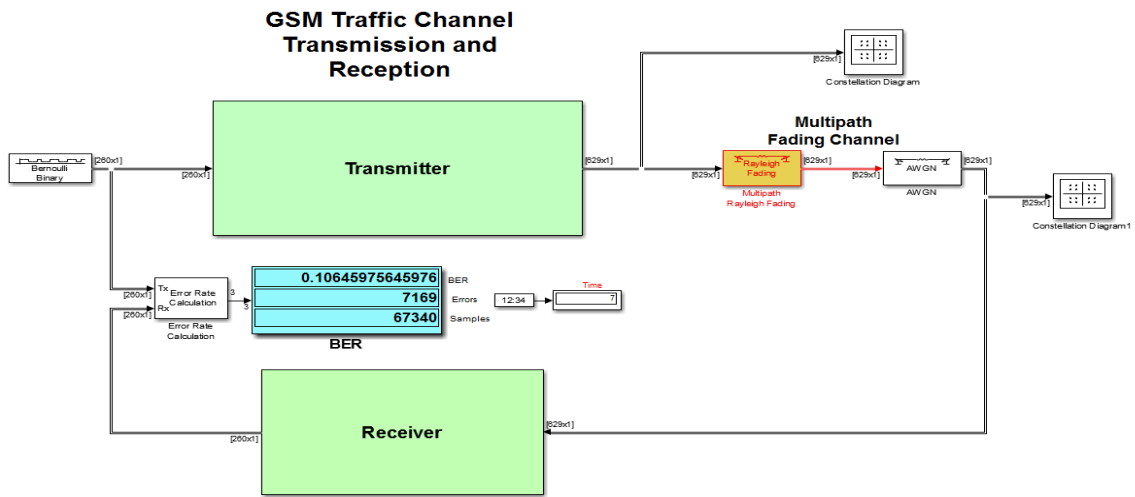 GSM Traffic Channel
Transmission and
Reception
[629x1]
Constellation Diagram
Multipath
Fading Channel
Bernoulli
Binary
[260x1]
[260x1]
Transmitter
[629x1]
[629x1]
Rayleigh
Fading
[629x1]
Multipath
Rayleigh Fading
[629x1]
AWGN
[629x1]
AWGN
[629x1]
Constellation Diagram1
Tx
[260x1]
Rx
[260x1]
Error Rate
Calculation
Error Rate
Calculation
3
3
0.10645975645976
BER
7169
Errors
67340
Samples
BER
12:34
Time
7
[260x1]
Receiver
[629x1]